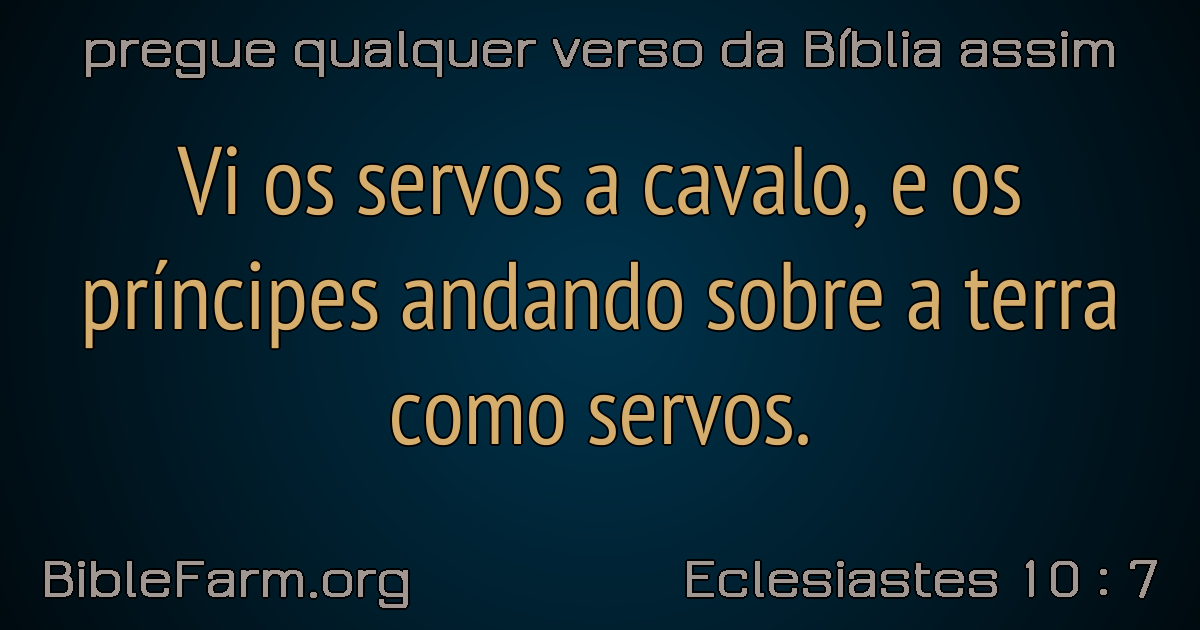 pregue qualquer verso da Bíblia assim
Vi os servos a cavalo, e os
príncipes andando sobre a terra
como servos.
BibleFarm.org
Eclesiastes 10 : 7